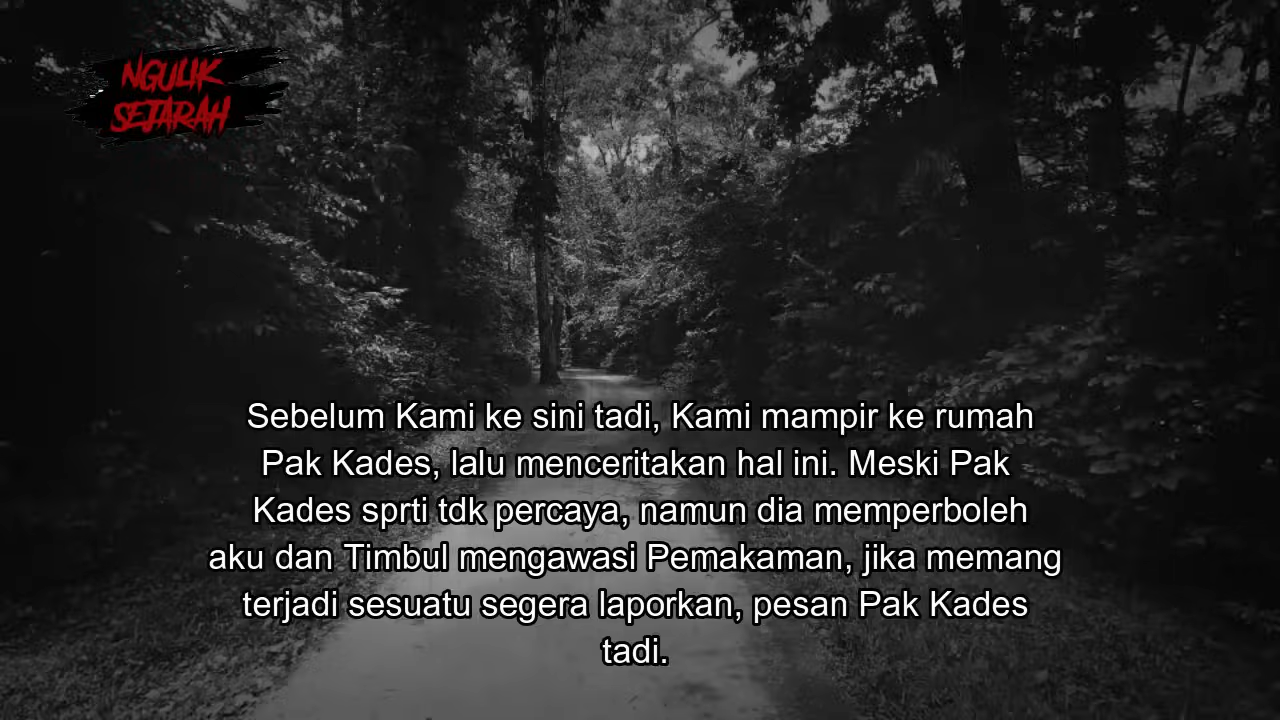 NGULIK
SEJARAH
Sebelum Kami ke sini tadi, Kami mampir ke rumah
Pak Kades, lalu menceritakan hal ini. Meski Pak
Kades sprti tdk percaya, namun dia memperboleh
aku dan Timbul mengawasi Pemakaman, jika memang
terjadi sesuatu segera laporkan, pesan Pak Kades
tadi.